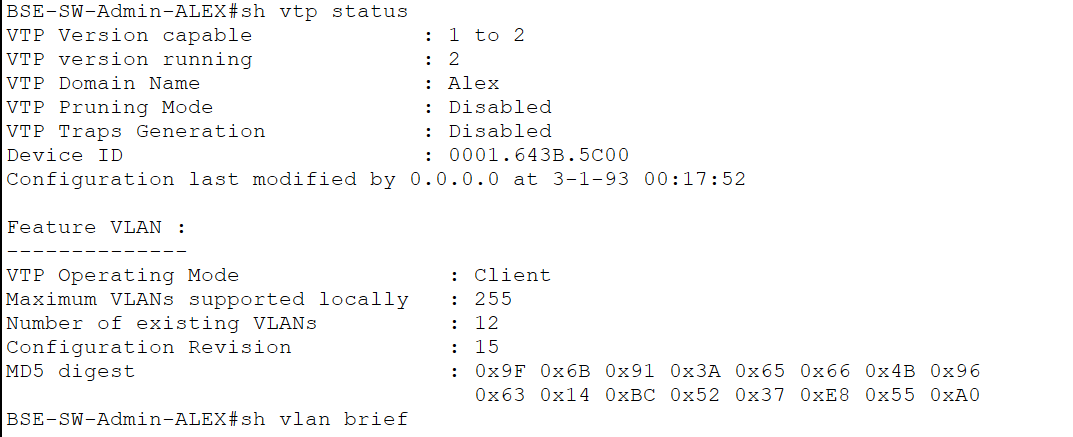 BSE-SW-Admin-ALEX#sh vtp status
VTP Version capable : 1 to 2
VTP version running : 2
VTP Domain Name : Alex
VTP Pruning Mode : Disabled
VTP Traps Generation : Disabled
Device ID : 0001.643B.5C00
Configuration last modified by 0.0.0.0 at 3-1-93 00:17:52
Feature VLAN :
--------------
VTP Operating Mode : Client
Maximum VLANs supported locally : 255
Number of existing VLANs : 12
Configuration Revision : 15
MD5 digest : 0x9F 0x6B 0x91 0x3A 0x65 0x66 0x4B 0x96
0x63 0x14 0xBC 0x52 0x37 0xE8 0x55 0xA0
BSE-SW-Admin-ALEX#sh vlan brief